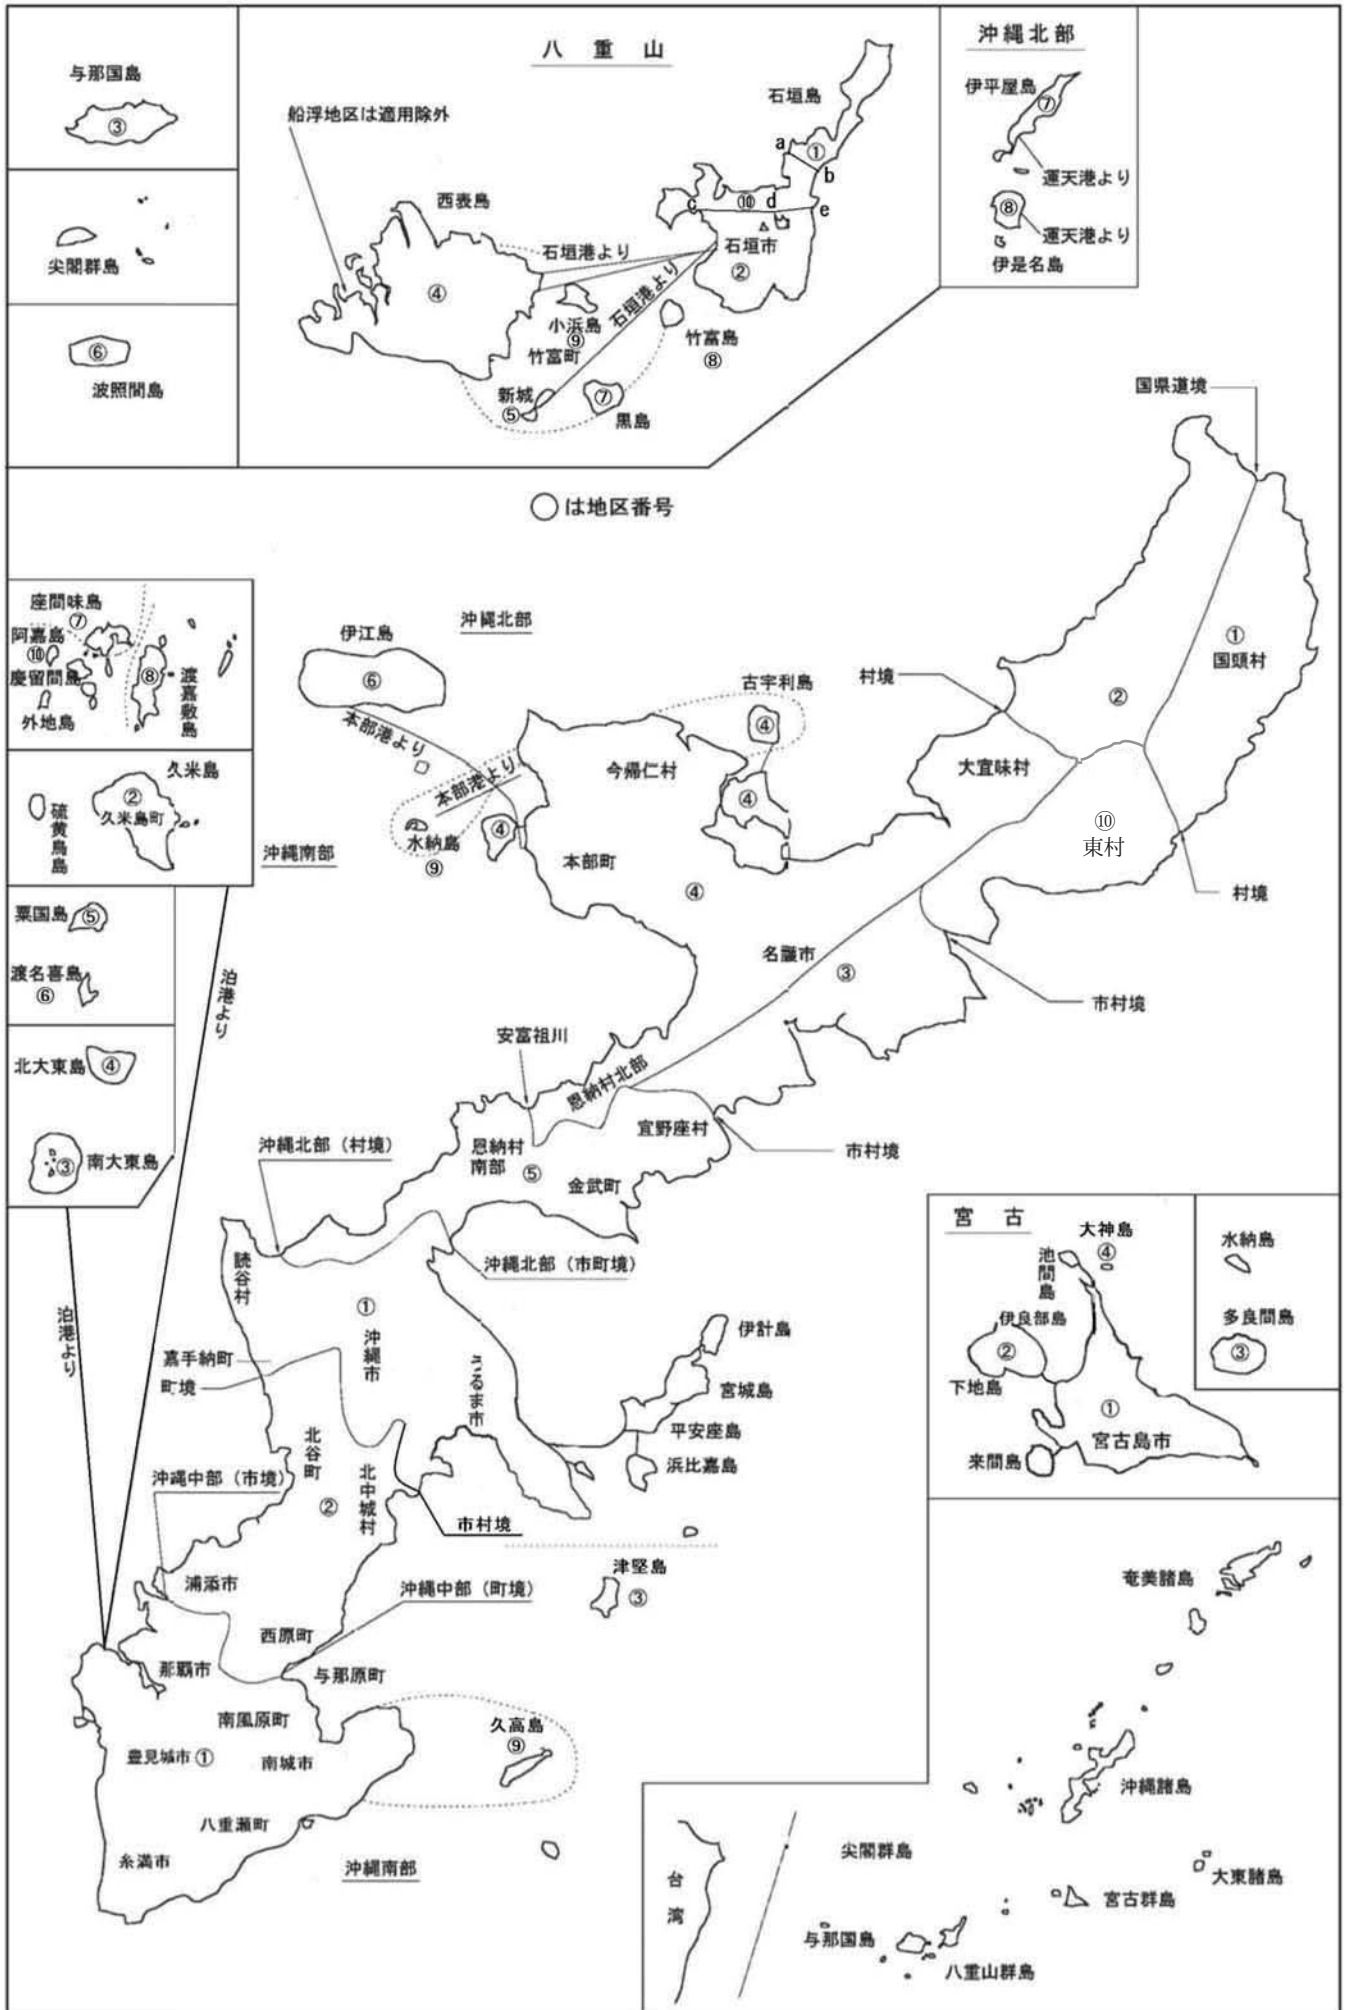 与那国島
③
尖閣群島
⑥
波照間島
八重山
船浮地区は適用除外
石垣島
a
①
b
西表島
c
⑩
d
e
石垣港より
石垣市
②
④
石垣港より
小浜島
⑨
竹富町
竹富島
⑧
新城
⑤
⑦
黒島
沖縄北部
伊平屋島
⑦
運天港より
⑧
運天港より
伊是名島
国県道境
○は地区番号
座間味島
⑦
阿嘉島
⑩
慶留間島
⑧
渡嘉敷島
外地島
久米島
②
久米島町
硫黄鳥島
沖縄南部
粟国島
⑤
渡名喜島
⑥
北大東島
④
③
南大東島
泊港より
泊港より
沖縄北部
伊江島
⑥
本部港より
本部港より
水納島
⑨
④
古宇利島
④
今帰仁村
④
本部町
④
村境
大宜味村
①
国頭村
②
⑩
東村
村境
名護市
③
市村境
安富祖川
恩納村北部
宜野座村
市村境
恩納村
南部
⑤
金武町
沖縄北部（村境）
沖縄北部（市町境）
読谷村
①
沖縄市
うるま市
嘉手納町
町境
伊計島
宮城島
平安座島
浜比嘉島
北谷町
北中城村
②
沖縄中部（市境）
市村境
津堅島
③
浦添市
沖縄中部（町境）
西原町
那覇市
与那原町
南風原町
久高島
⑨
豊見城市①
南城市
八重瀬町
糸満市
沖縄南部
宮古
大神島
④
池間島
伊良部島
②
下地島
①
宮古島市
来間島
水納島
多良間島
③
奄美諸島
沖縄諸島
尖閣群島
大東諸島
台湾
宮古群島
与那国島
八重山群島